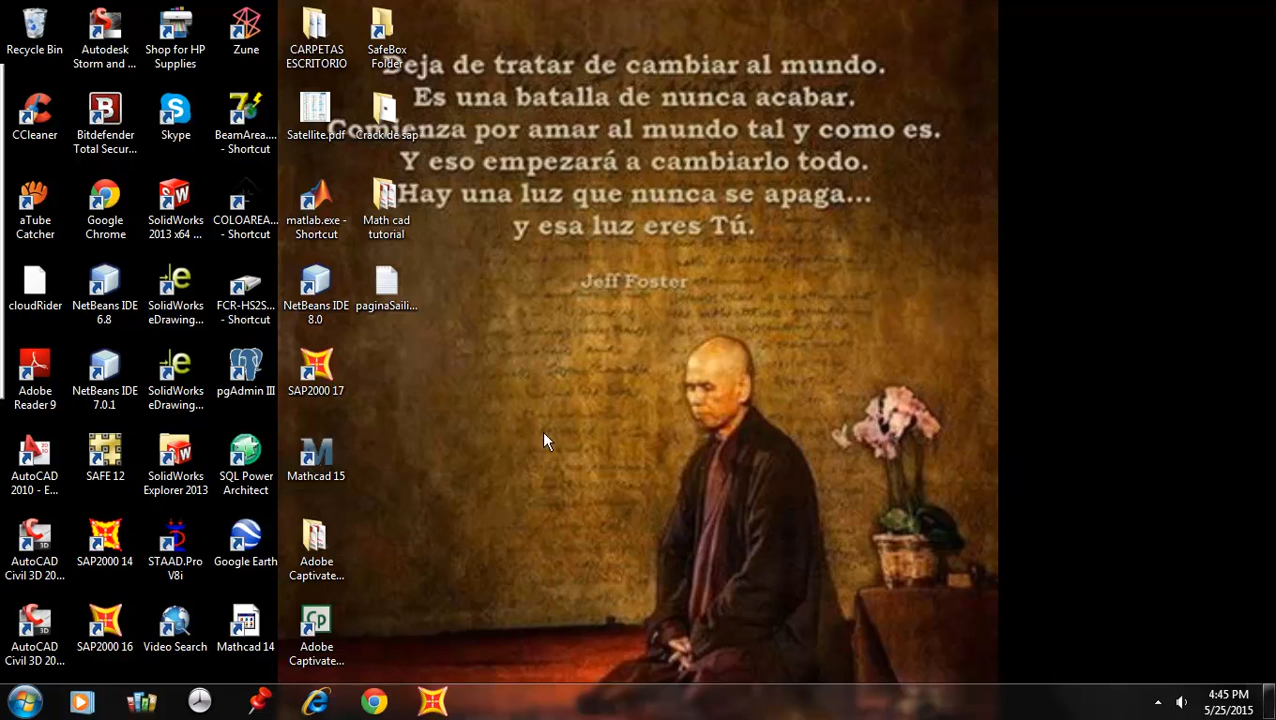 Recycle Bin
Autodesk
Storm and ...
Shop for HP
Supplies
Zune
CARPETAS
ESCRITORIO
SafeBox
Folder
CCleaner
Bitdefender
Total Secur...
Skype
BeamArea....
- Shortcut
Satellite.pdf
Crack de sap
aTube
Catcher
Google
Chrome
SolidWorks
2013 x64 ...
COLOAREA...
- Shortcut
matlab.exe -
Shortcut
Math cad
tutorial
cloudRider
NetBeans IDE
6.8
SolidWorks
eDrawing...
FCR-HS2S...
- Shortcut
NetBeans IDE
8.0
paginaSaili...
Adobe
Reader 9
NetBeans IDE
7.0.1
SolidWorks
eDrawing...
pgAdmin III
SAP2000 17
AutoCAD
2010 - E...
SAFE 12
SolidWorks
Explorer 2013
SQL Power
Architect
Mathcad 15
AutoCAD
Civil 3D 20...
SAP2000 14
STAAD.Pro
V8i
Google Earth
Adobe
Captivate...
AutoCAD
Civil 3D 20...
SAP2000 16
Video Search
Mathcad 14
Adobe
Captivate...
Deja de tratar de cambiar al mundo.
Es una batalla de nunca acabar.
Comienza por amar al mundo tal y como es.
Y eso empezará a cambiarlo todo.
Hay una luz que nunca se apaga...
y esa luz eres Tú.
Jeff Foster
4:45 PM
5/25/2015